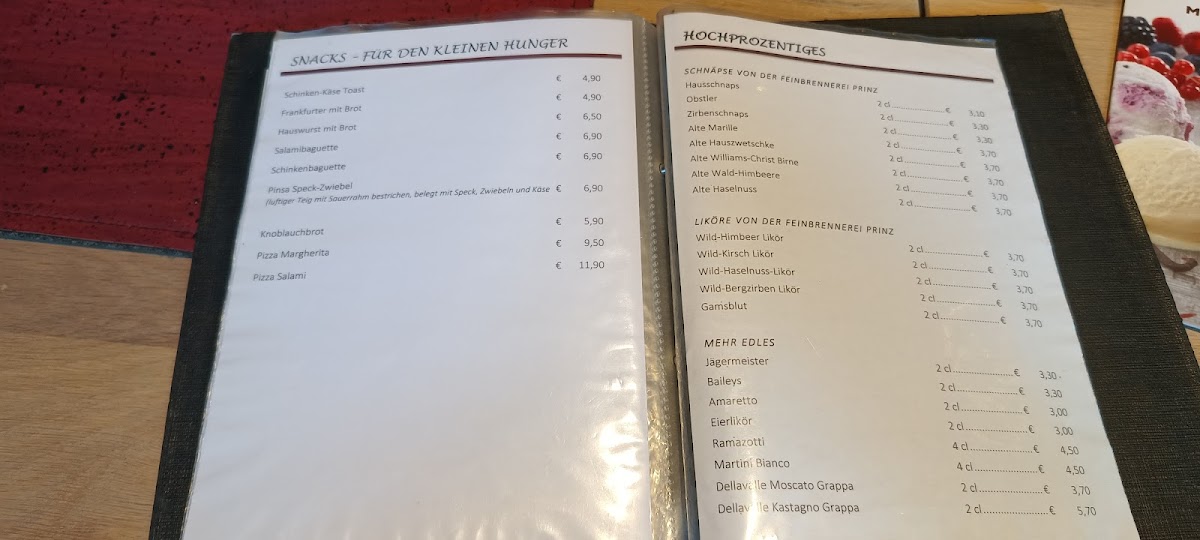 SNACKS – FÜR DEN KLEINEN HUNGER
Schinken-Käse Toast € 4,90
Frankfurter mit Brot € 4,90
Hauswurst mit Brot € 6,50
Salamibaguette € 6,90
Schinkenbaguette € 6,90
Pinsa Speck-Zwiebel
(luftiger Teig mit Sauerrahm bestrichen, belegt mit Speck, Zwiebeln und Käse € 6,90
Knoblauchbrot € 5,90
Pizza Margherita € 9,50
Pizza Salami € 11,90
HOCHPROZENTIGES
SCHNÄPSE VON DER FEINBRENNEREI PRINZ
Hausschnaps 2 cl...................€ 3,10
Obstler 2 cl...................€ 3,30
Zirbenschnaps 2 cl...................€ 3,30
Alte Marille 2 cl...................€ 3,70
Alte Hauszwetschke 2 cl...................€ 3,70
Alte Williams-Christ Birne 2 cl...................€ 3,70
Alte Wald-Himbeere 2 cl...................€ 3,70
Alte Haselnuss 2 cl...................€ 3,70
LIKÖRE VON DER FEINBRENNEREI PRINZ
Wild-Himbeer Likör 2 cl...................€ 3,70
Wild-Kirsch Likör 2 cl...................€ 3,70
Wild-Haselnuss-Likör 2 cl...................€ 3,70
Wild-Bergzirben Likör 2 cl...................€ 3,70
Gamsblut 2 cl...................€ 3,70
MEHR EDLES
Jägermeister 2 cl...................€ 3,30
Baileys 2 cl...................€ 3,30
Amaretto 2 cl...................€ 3,00
Eierlikör 2 cl...................€ 3,00
Ramazotti 4 cl...................€ 4,50
Martini Bianco 4 cl...................€ 4,50
Dellavalle Moscato Grappa 2 cl...................€ 3,70
Dellavalle Kastagno Grappa 2 cl...................€ 5,70
M